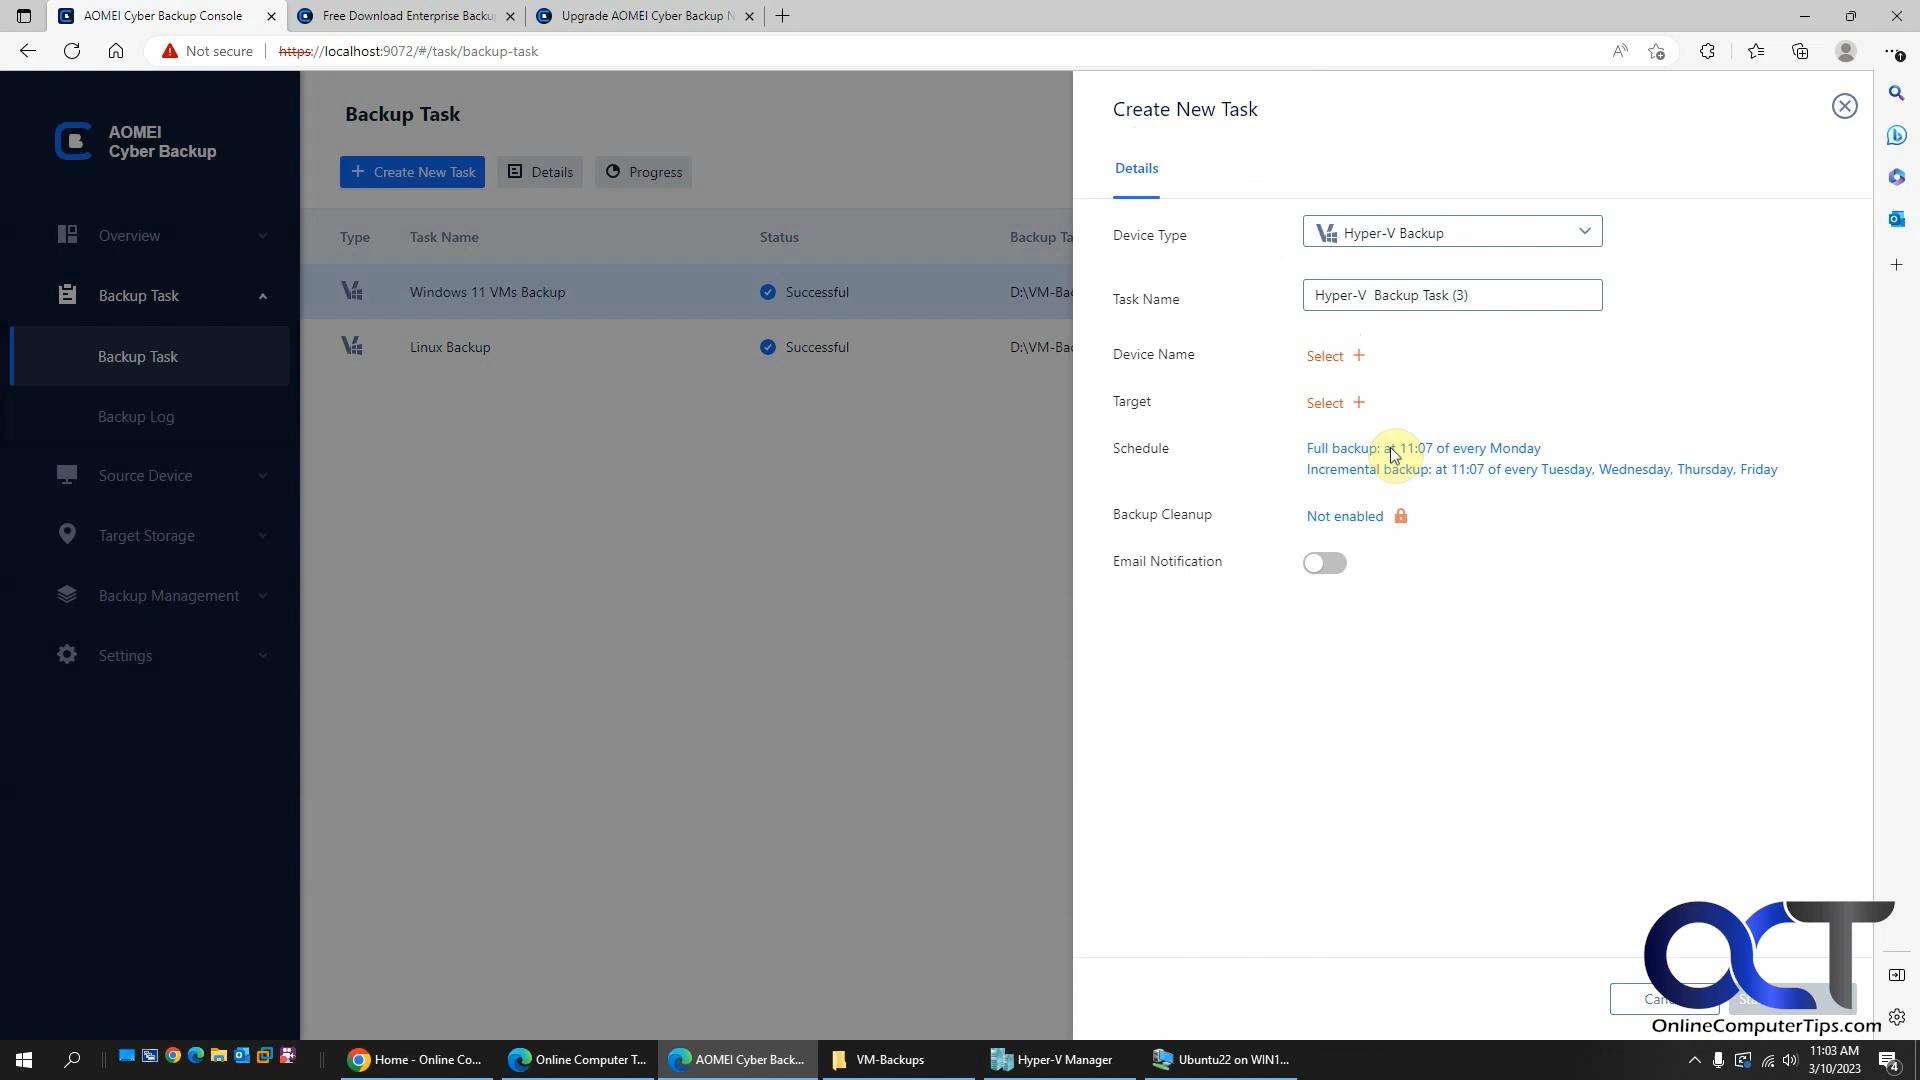 AOMEI Cyber Backup Console
Free Download Enterprise Backu
Upgrade AOMEI Cyber Backup N
Not secure
https://localhost:9072/#/task/backup-task
AOMEI
Cyber Backup
Overview
Backup Task
Backup Task
Backup Log
Source Device
Target Storage
Backup Management
Settings
Backup Task
+ Create New Task
Details
Progress
Type
Task Name
Status
Backup Ta
Windows 11 VMs Backup
Successful
D:\VM-Bac
Linux Backup
Successful
D:\VM-Bac
Create New Task
Details
Device Type
Hyper-V Backup
Task Name
Hyper-V Backup Task (3)
Device Name
Select +
Target
Select +
Schedule
Full backup: at 11:07 of every Monday
Incremental backup: at 11:07 of every Tuesday, Wednesday, Thursday, Friday
Backup Cleanup
Not enabled
Email Notification
OCT
OnlineComputerTips.com
Home - Online Co...
Online Computer T...
AOMEI Cyber Back...
VM-Backups
Hyper-V Manager
Ubuntu22 on WIN1...
11:03 AM
3/10/2023
4